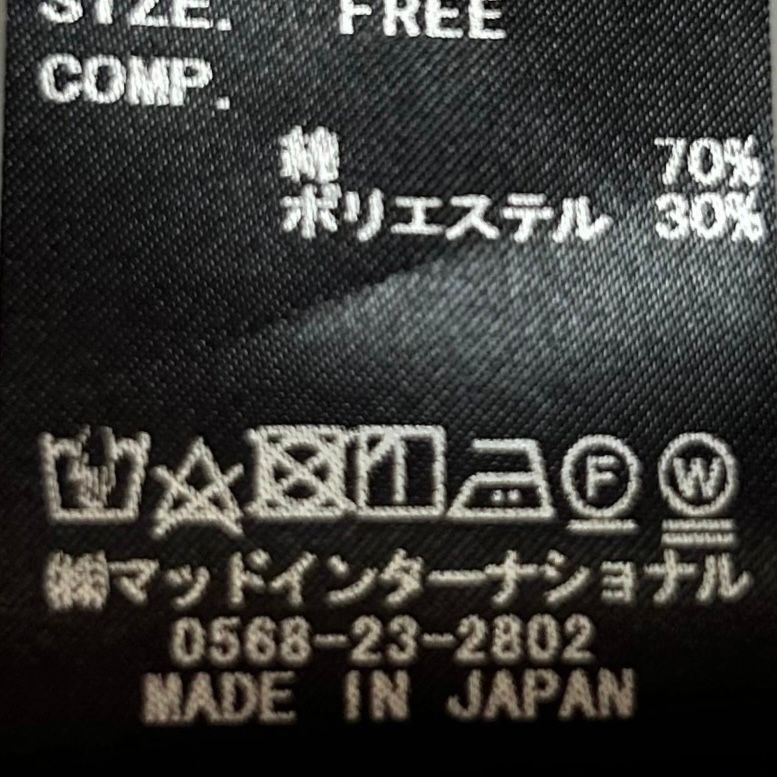 SIZE. FREE
COMP.
綿 70%
ポリエステル 30%
F W
㈱マッドインターナショナル
0568-23-2802
MADE IN JAPAN